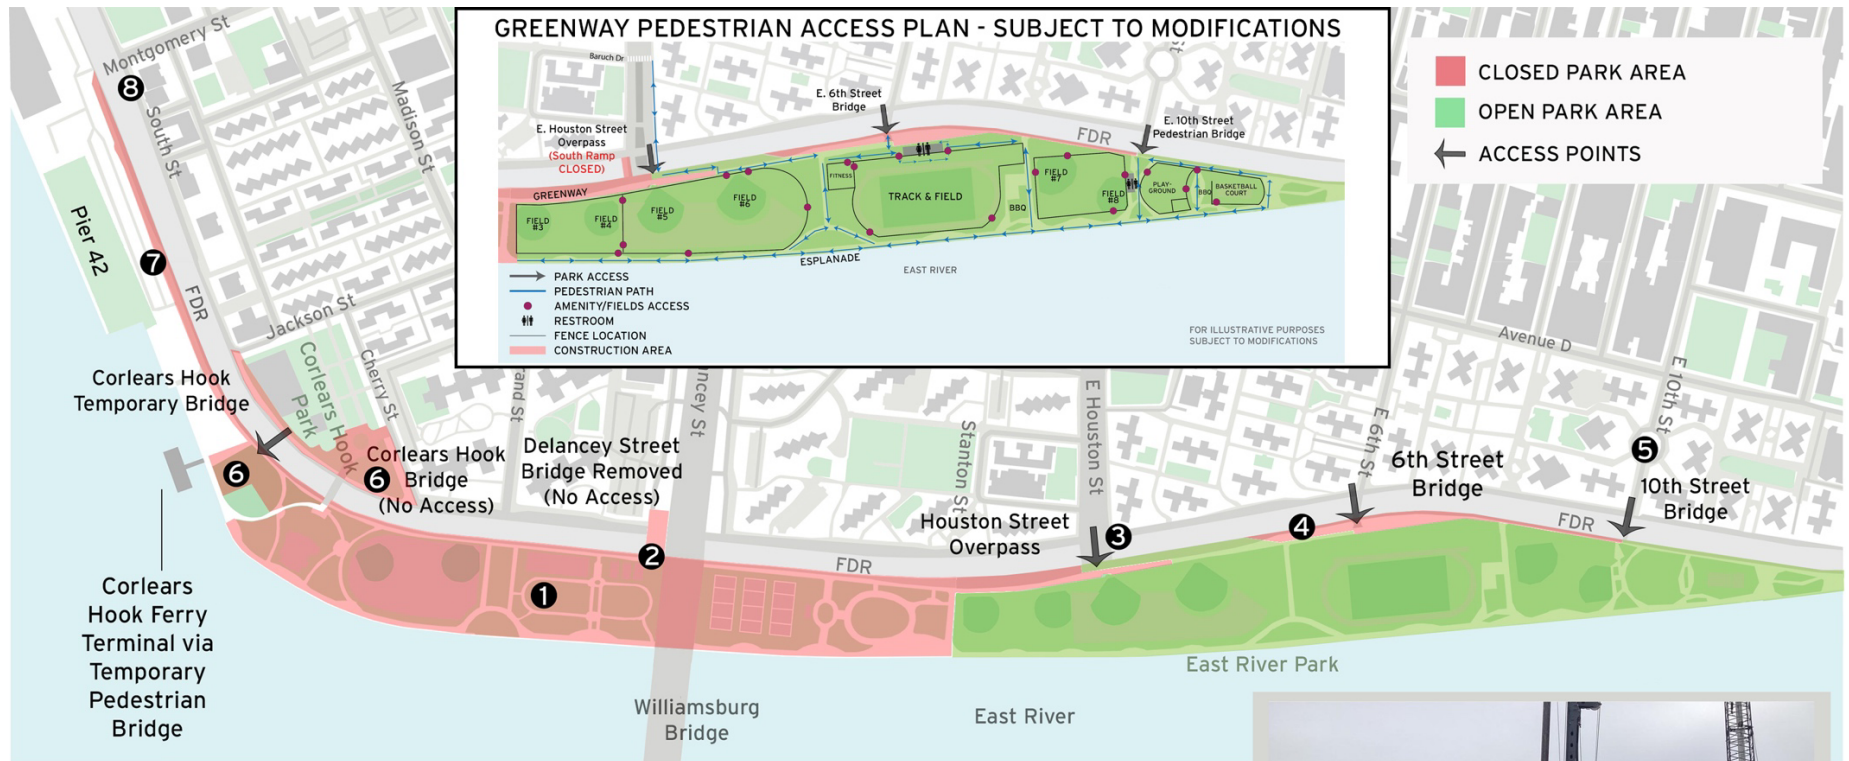 GREENWAY PEDESTRIAN ACCESS PLAN - SUBJECT TO MODIFICATIONS
Baruch Dr
E. 6th Street
Bridge
E. Houston Street
Overpass
(South Ramp
CLOSED)
E. 10th Street
Pedestrian Bridge
FDR
GREENWAY
FIELD
#3
FIELD
#4
FIELD
#5
FIELD
#6
FITNESS
TRACK & FIELD
BBQ
FIELD
#7
FIELD
#8
PLAY-
GROUND
BBQ
BASKETBALL
COURT
ESPLANADE
EAST RIVER
PARK ACCESS
PEDESTRIAN PATH
AMENITY/FIELDS ACCESS
RESTROOM
FENCE LOCATION
CONSTRUCTION AREA
FOR ILLUSTRATIVE PURPOSES
SUBJECT TO MODIFICATIONS
CLOSED PARK AREA
OPEN PARK AREA
ACCESS POINTS
Montgomery St
8
South St
Madison St
Pier 42
7
FDR
Jackson St
Corlears Hook
Park
Cherry St
Corlears Hook
Temporary Bridge
6
6
Corlears Hook
Bridge
(No Access)
rand St
Delancey Street
Bridge Removed
(No Access)
ncey St
Stanton St
E Houston St
Houston Street
Overpass
3
4
E 6th St
6th Street
Bridge
Avenue D
E 10th St
5
10th Street
Bridge
FDR
2
1
FDR
Corlears
Hook Ferry
Terminal via
Temporary
Pedestrian
Bridge
East River Park
Williamsburg
Bridge
East River